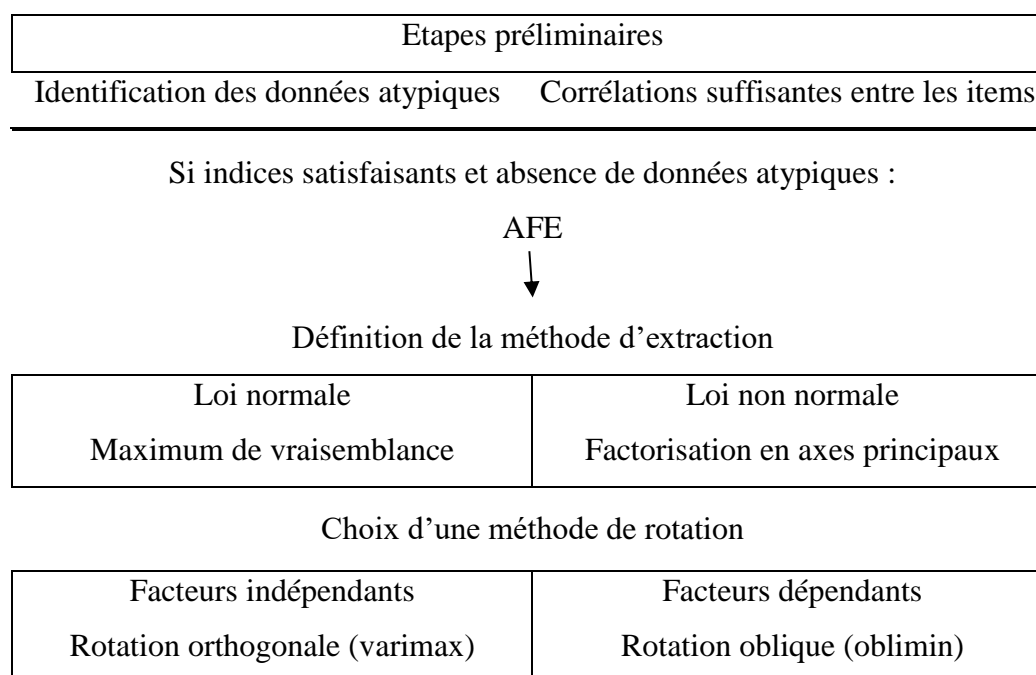 Etapes préliminaires
Identification des données atypiques Corrélations suffisantes entre les items
Si indices satisfaisants et absence de données atypiques :
AFE
Définition de la méthode d’extraction
Loi normale
Maximum de vraisemblance
Loi non normale
Factorisation en axes principaux
Choix d’une méthode de rotation
Facteurs indépendants
Rotation orthogonale (varimax)
Facteurs dépendants
Rotation oblique (oblimin)